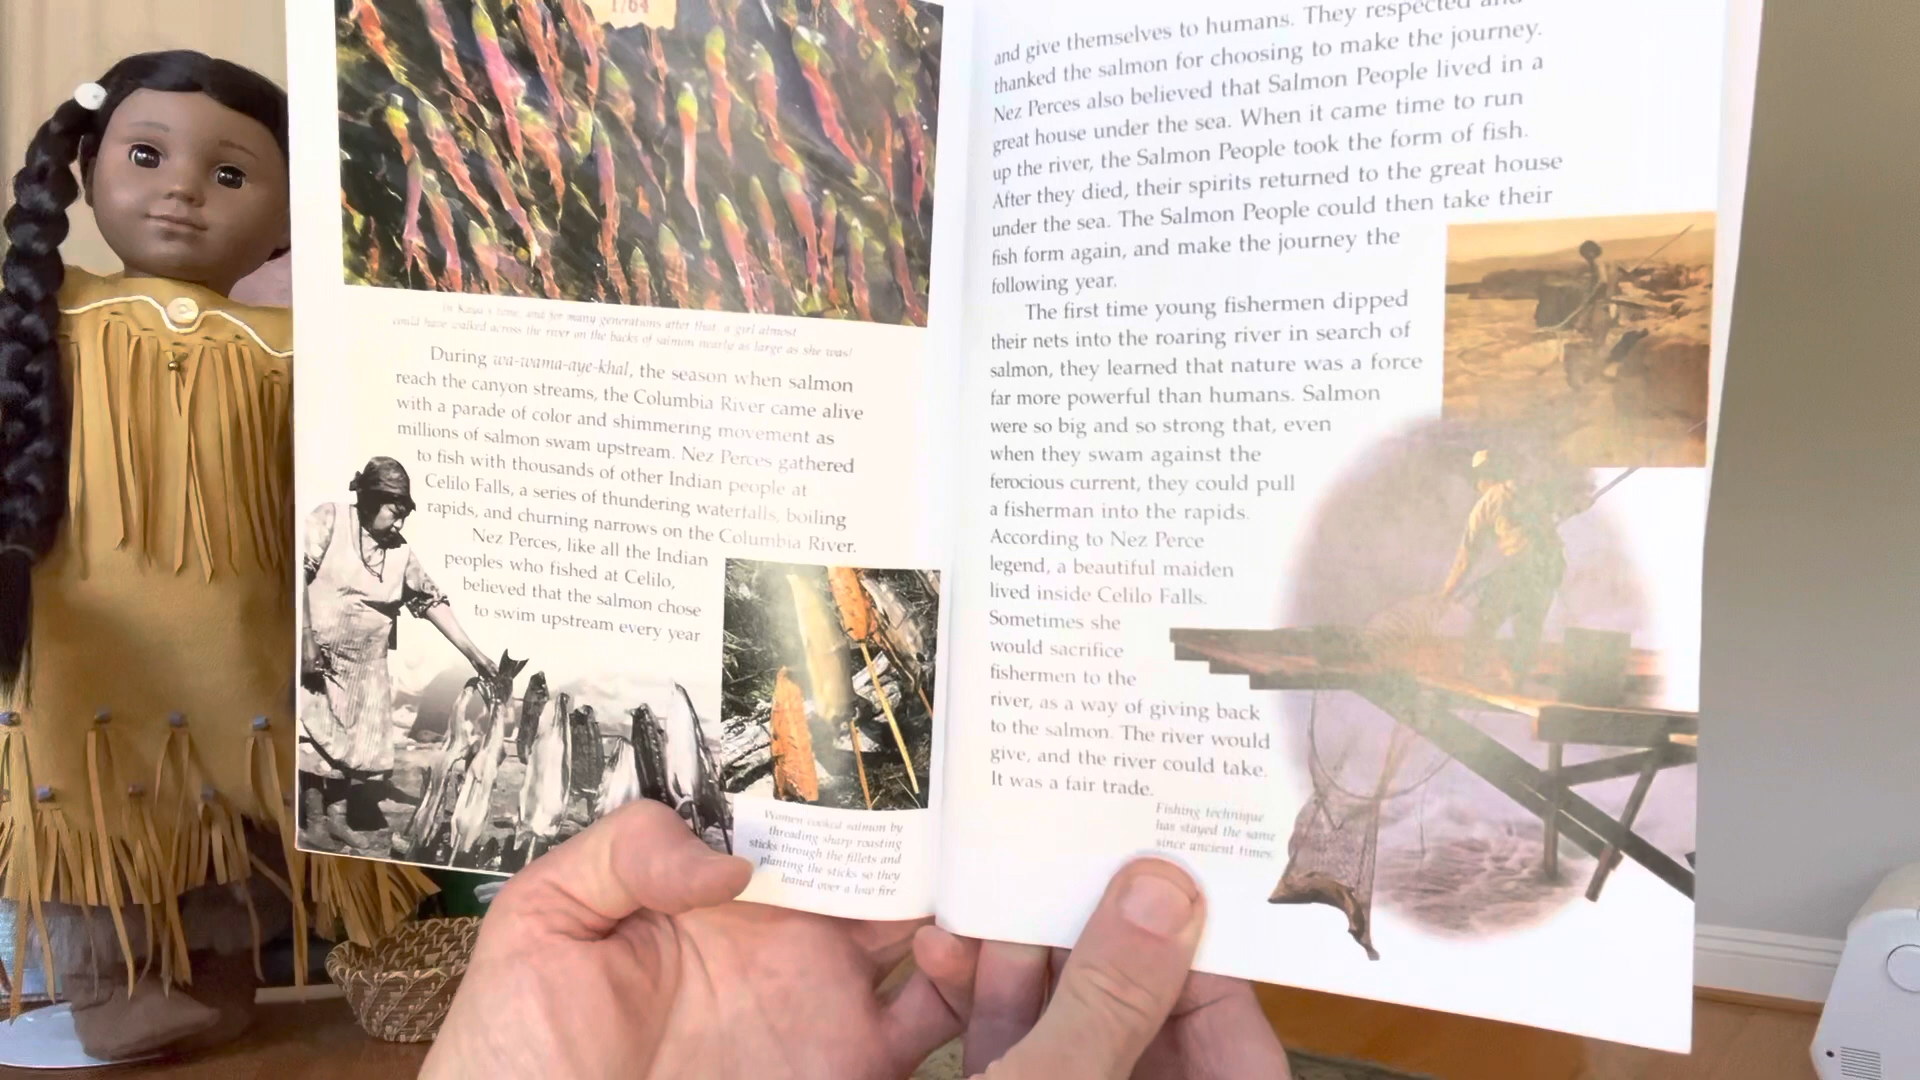 1764
In Kaya's time, and for many generations after that, a girl almost
could have walked across the river on the backs of salmon nearly as large as she was!
During wa-wama-aye-khal, the season when salmon
reach the canyon streams, the Columbia River came alive
with a parade of color and shimmering movement as
millions of salmon swam upstream. Nez Perces gathered
to fish with thousands of other Indian people at
Celilo Falls, a series of thundering waterfalls, boiling
rapids, and churning narrows on the Columbia River.
Nez Perces, like all the Indian
peoples who fished at Celilo,
believed that the salmon chose
to swim upstream every year
Women cooked salmon by
threading sharp roasting
sticks through the fillets and
planting the sticks so they
leaned over a low fire
and give themselves to humans. They respected and
thanked the salmon for choosing to make the journey.
Nez Perces also believed that Salmon People lived in a
great house under the sea. When it came time to run
up the river, the Salmon People took the form of fish.
After they died, their spirits returned to the great house
under the sea. The Salmon People could then take their
fish form again, and make the journey the
following year.
The first time young fishermen dipped
their nets into the roaring river in search of
salmon, they learned that nature was a force
far more powerful than humans. Salmon
were so big and so strong that, even
when they swam against the
ferocious current, they could pull
a fisherman into the rapids.
According to Nez Perce
legend, a beautiful maiden
lived inside Celilo Falls.
Sometimes she
would sacrifice
fishermen to the
river, as a way of giving back
to the salmon. The river would
give, and the river could take.
It was a fair trade.
Fishing technique
has stayed the same
since ancient times.